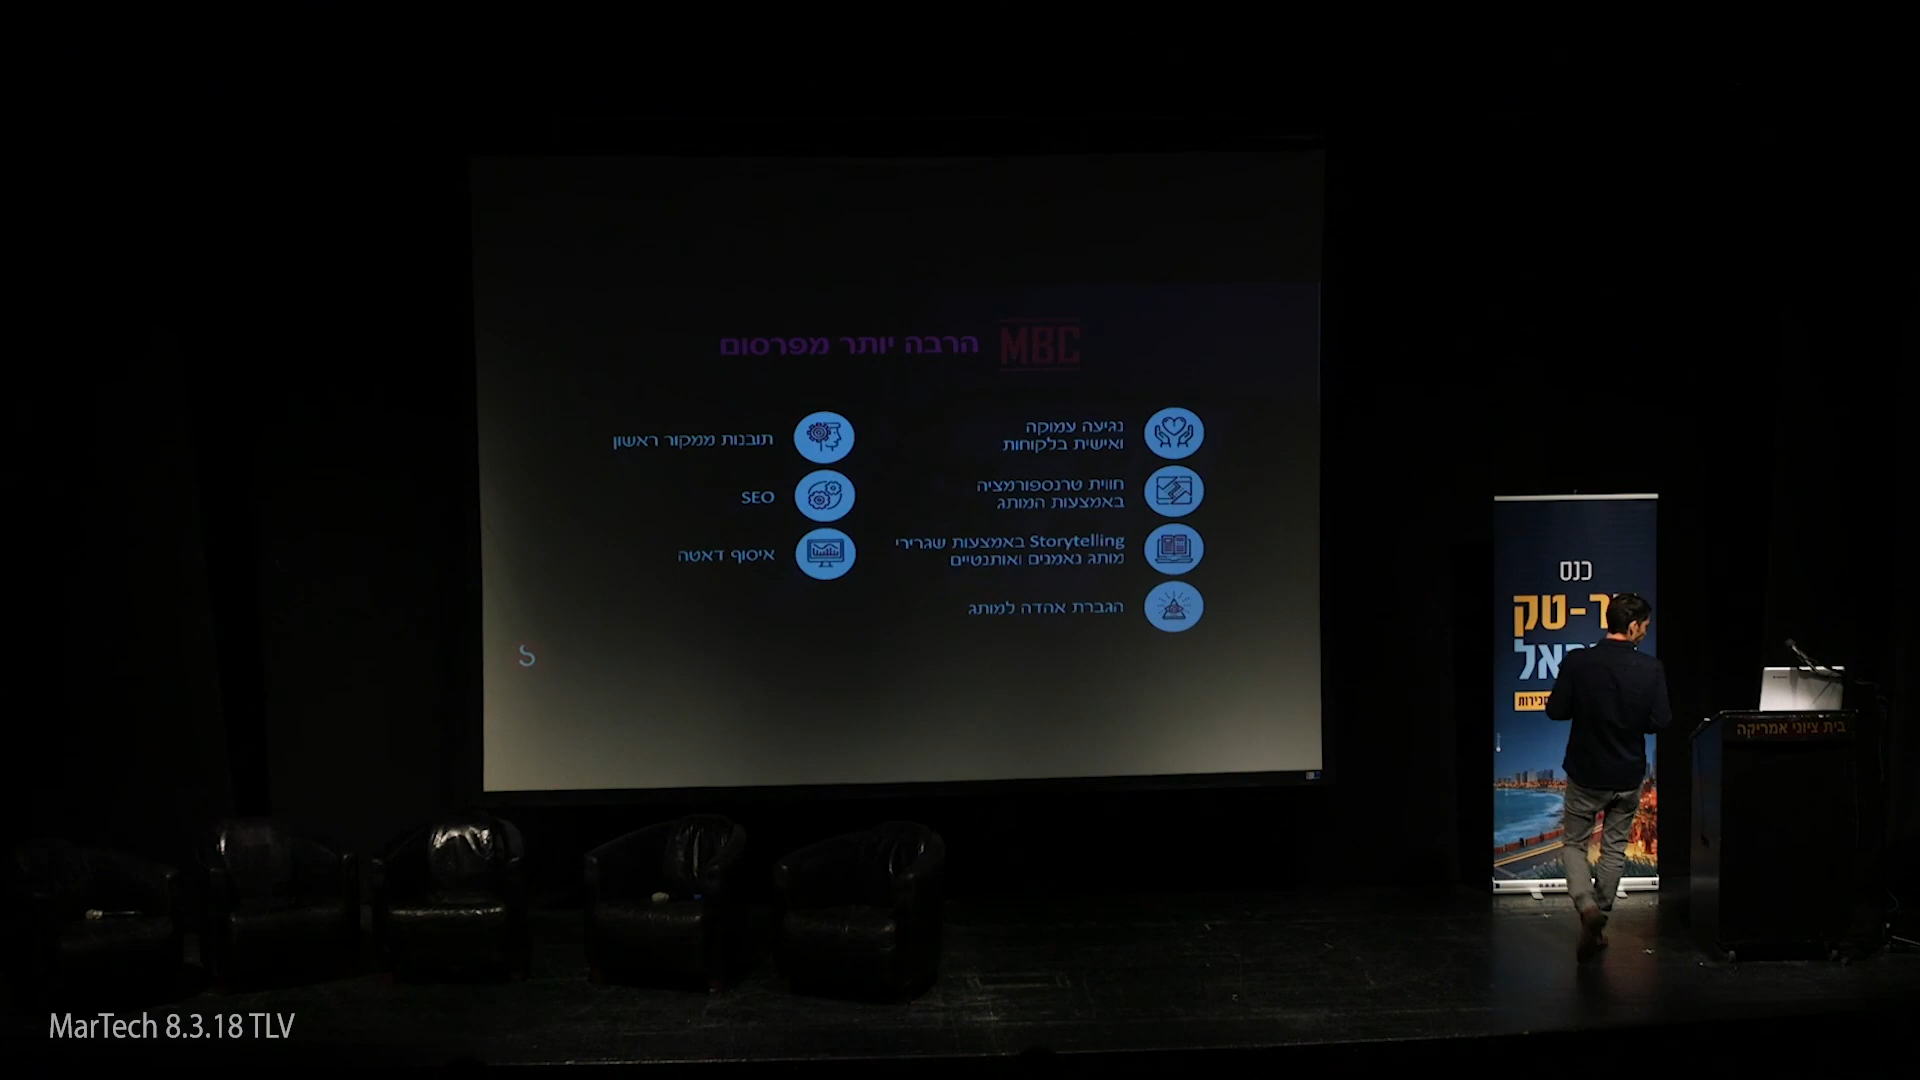 MBC הרבה יותר מפרסום
נגיעה עמוקה
ואישית בלקוחות
חווית טרנספורמציה
באמצעות המותג
Storytelling באמצעות שגרירי
מותג נאמנים ואותנטיים
הגברת אהדה למותג
תובנות ממקור ראשון
SEO
איסוף דאטה
כנס
בית ציוני אמריקה
MarTech 8.3.18 TLV